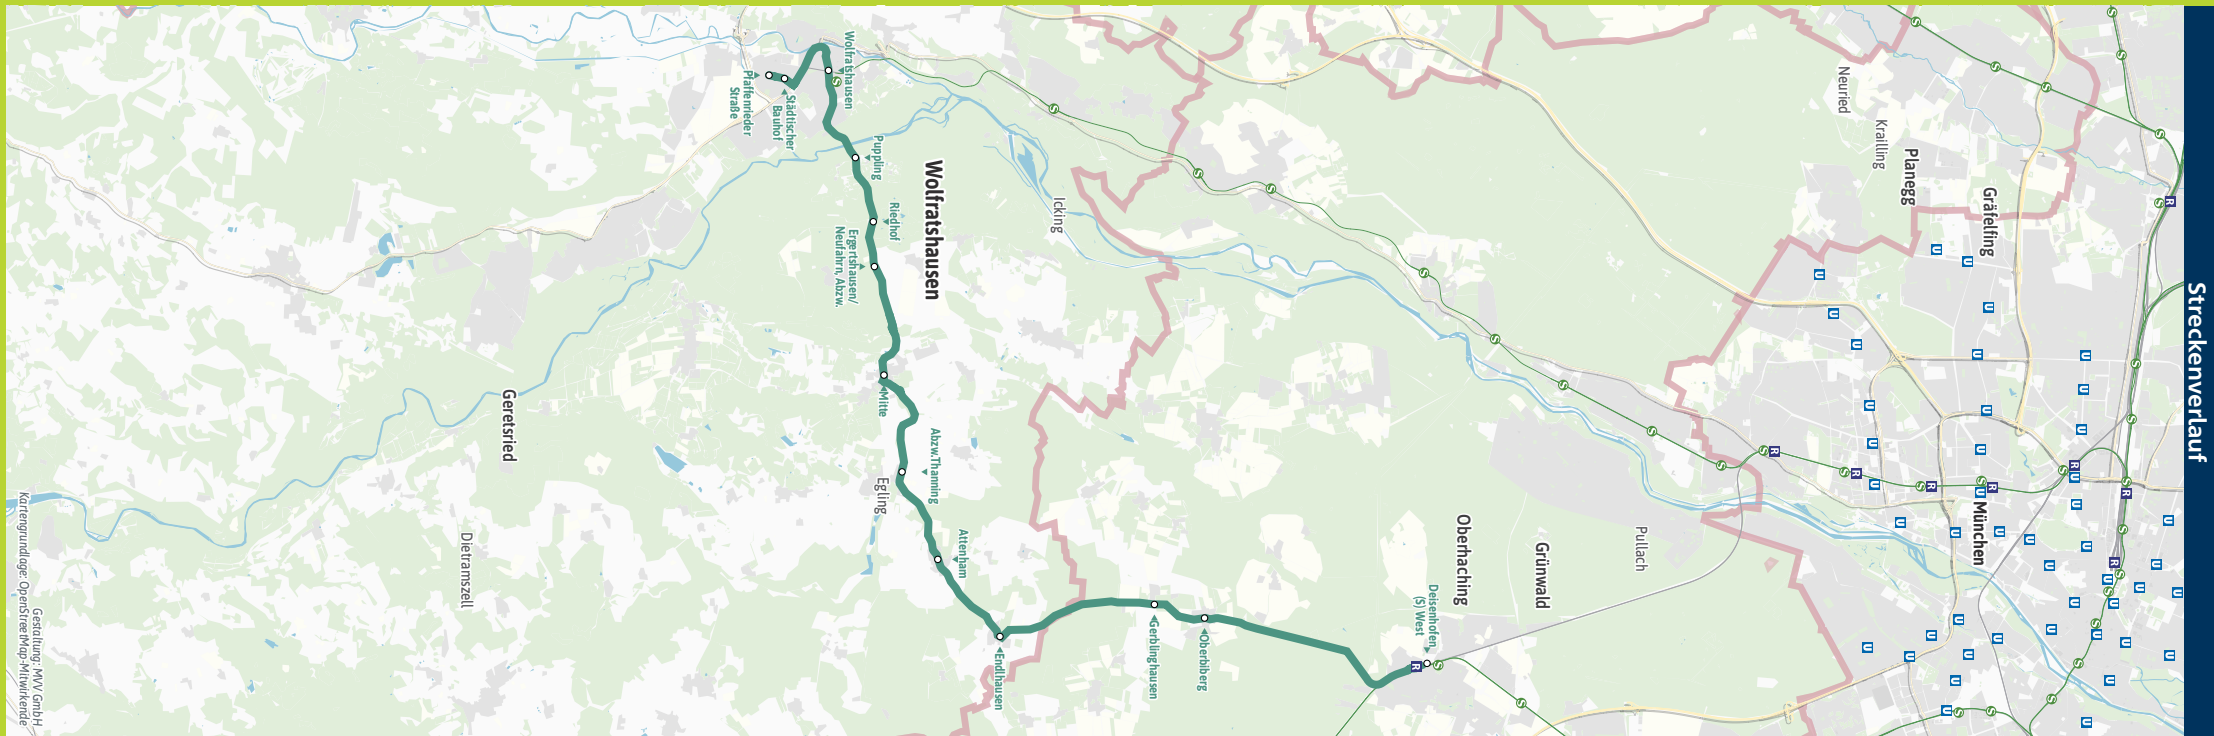 Streckenverlauf
Neuried
Krailling
Planegg
Gräfelfing
München
Pullach
Grünwald
Oberhaching
Deisenhofen
(S) West
Oberbiberg
Gerblinghausen
Endlhausen
Attenham
Abzw.Thanning
Egling
Mitte
Ergertshausen/
Neufahrn, Abzw.
Riedhof
Puppling
Wolfratshausen
Städtischer
Bauhof
Pfaffenrieder
Straße
Wolfratshausen
Icking
Geretsried
Dietramszell
Gestaltung: MVV GmbH
Kartengrundlage: OpenStreetMap-Mitwirkende